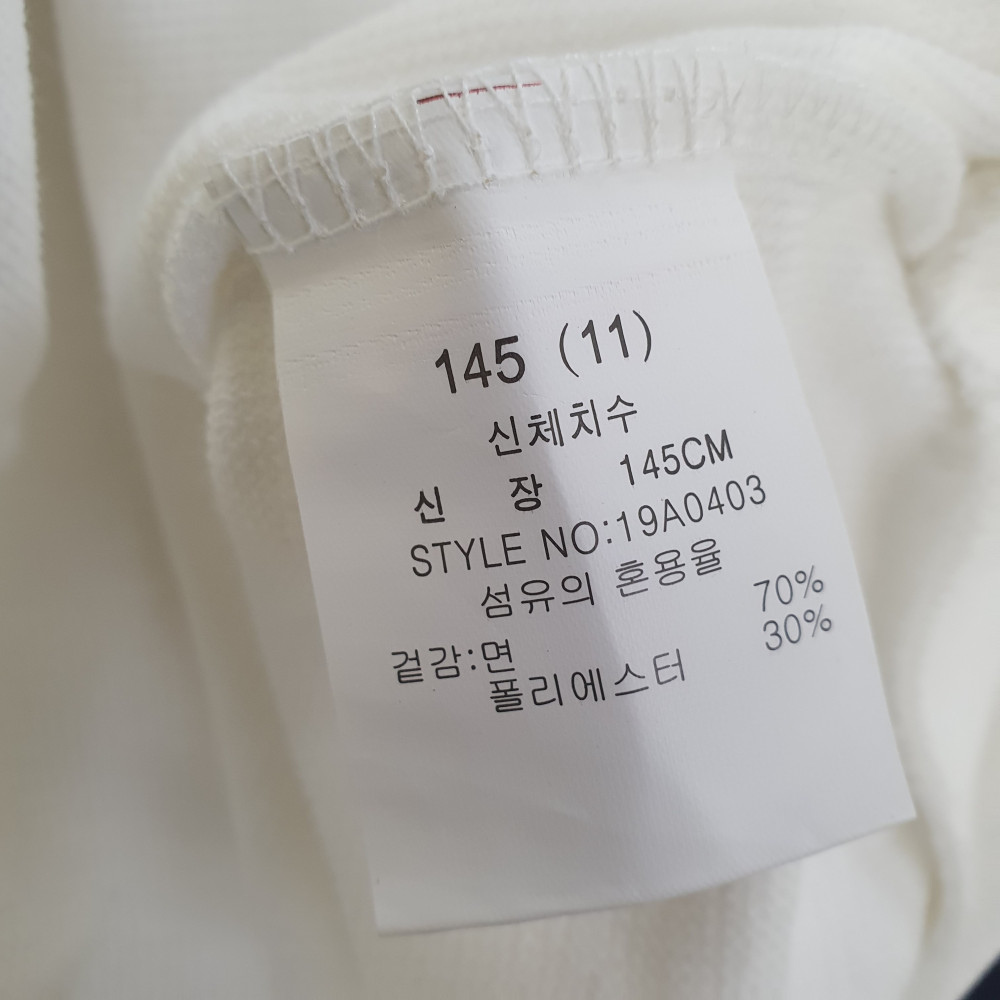 145 (11)
신체치수
신 장 145CM
STYLE NO:19A0403
섬유의 혼용율
겉감:면 70%
폴리에스터 30%